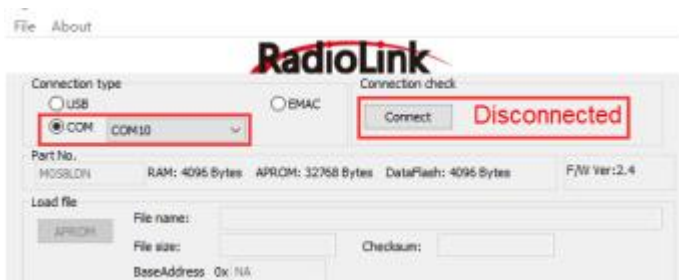 File About
RadioLink
Connection type
Connection check
USB
EMAC
COM COM10
Connect Disconnected
Part No.
M058LDN RAM: 4096 Bytes APROM: 32768 Bytes DataFlash: 4096 Bytes F/W Ver:2.4
Load file
APROM
File name:
File size: Checksum:
BaseAddress 0x NA